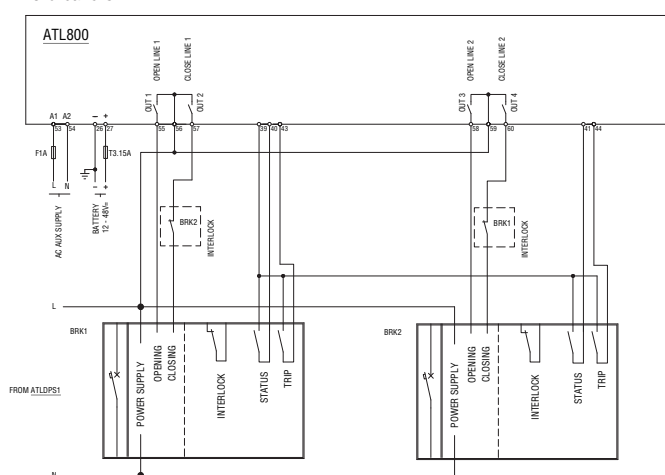 ATL800
OPEN LINE 1
CLOSE LINE 1
OPEN LINE 2
CLOSE LINE 2
OUT 1
OUT 2
OUT 3
OUT 4
A1 A2 – +
53 54 26 27 55 56 57 39 40 43 58 59 60 41 44
F1A
T3.15A
L N - +
AC AUX SUPPLY
BATTERY
12 - 48V=
BRK2
INTERLOCK
BRK1
INTERLOCK
L
BRK1
BRK2
FROM ATLDPS1
POWER SUPPLY
OPENING
CLOSING
INTERLOCK
STATUS
TRIP
POWER SUPPLY
OPENING
CLOSING
INTERLOCK
STATUS
TRIP